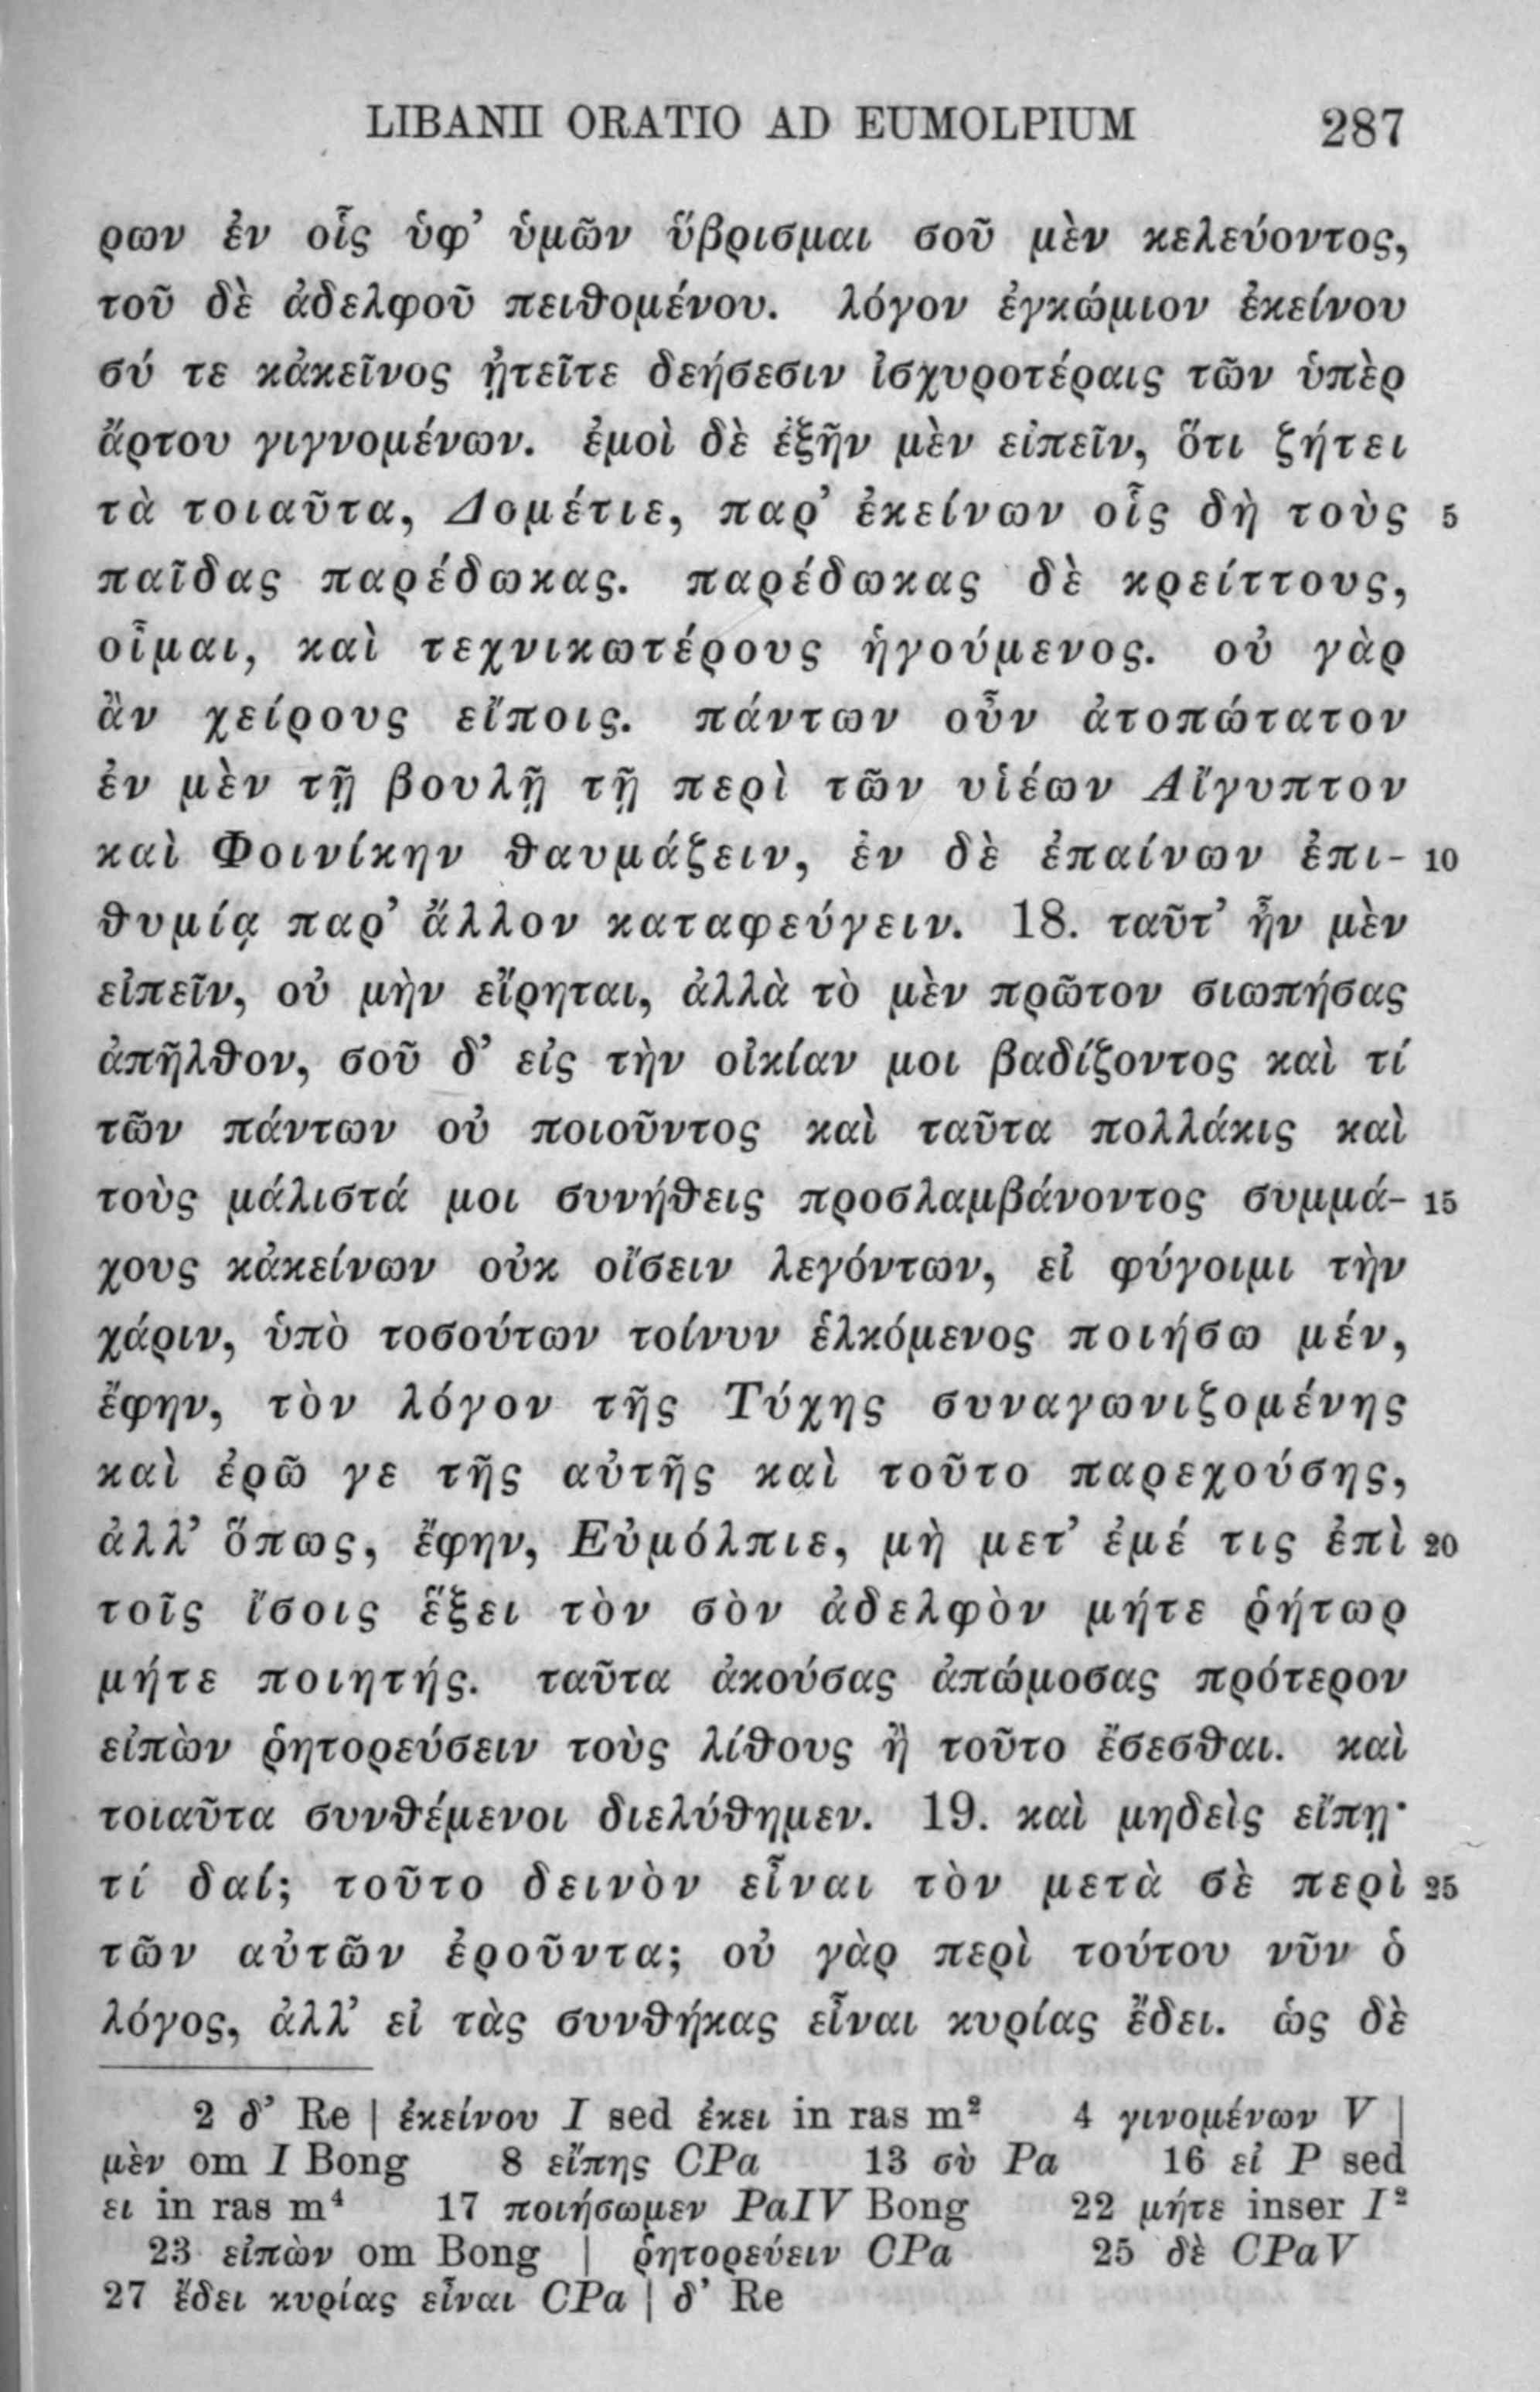 LIBANII ORATIO AD EUMOLPIUM 287
ρων ἐν οἷς ὑφ’ ὑμῶν ὕβρισμαι σοῦ μὲν κελεύοντος,
τοῦ δὲ ἀδελφοῦ πειθομένου. λόγον ἐγκώμιον ἐκείνου
σύ τε κἀκεῖνος ᾐτεῖτε δεήσεσιν ἰσχυροτέραις τῶν ὑπὲρ
ἄρτου γιγνομένων. ἐμοὶ δὲ ἐξῆν μὲν εἰπεῖν, ὅτι ζήτει
τὰ τοιαῦτα, Δομέτιε, παρ’ ἐκείνων οἷς δὴ τοὺς 5
παῖδας παρέδωκας. παρέδωκας δὲ κρείττους,
οἶμαι, καὶ τεχνικωτέρους ἡγούμενος. οὐ γὰρ
ἂν χείρους εἴποις. πάντων οὖν ἀτοπώτατον
ἐν μὲν τῇ βουλῇ τῇ περὶ τῶν υἱέων Αἴγυπτον
καὶ Φοινίκην θαυμάζειν, ἐν δὲ ἐπαίνων ἐπι- 10
θυμίᾳ παρ’ ἄλλον καταφεύγειν. 18. ταῦτ’ ἦν μὲν
εἰπεῖν, οὐ μὴν εἴρηται, ἀλλὰ τὸ μὲν πρῶτον σιωπήσας
ἀπῆλθον, σοῦ δ’ εἰς τὴν οἰκίαν μοι βαδίζοντος καὶ τί
τῶν πάντων οὐ ποιοῦντος καὶ ταῦτα πολλάκις καὶ
τοὺς μάλιστά μοι συνήθεις προσλαμβάνοντος συμμά- 15
χους κἀκείνων οὐκ οἴσειν λεγόντων, εἰ φύγοιμι τὴν
χάριν, ὑπὸ τοσούτων τοίνυν ἑλκόμενος ποιήσω μέν,
ἔφην, τὸν λόγον τῆς Τύχης συναγωνιζομένης
καὶ ἐρῶ γε τῆς αὐτῆς καὶ τοῦτο παρεχούσης,
ἀλλ’ ὅπως, ἔφην, Εὐμόλπιε, μὴ μετ’ ἐμέ τις ἐπὶ 20
τοῖς ἴσοις ἕξει τὸν σὸν ἀδελφὸν μήτε ῥήτωρ
μήτε ποιητής. ταῦτα ἀκούσας ἀπώμοσας πρότερον
εἰπὼν ῥητορεύσειν τοὺς λίθους ἢ τοῦτο ἔσεσθαι. καὶ
τοιαῦτα συνθέμενοι διελύθημεν. 19. καὶ μηδεὶς εἴπῃ·
τί δαί; τοῦτο δεινὸν εἶναι τὸν μετὰ σὲ περὶ 25
τῶν αὐτῶν ἐροῦντα; οὐ γὰρ περὶ τούτου νῦν ὁ
λόγος, ἀλλ’ εἰ τὰς συνθήκας εἶναι κυρίας ἔδει. ὡς δὲ
2 δ’ Re | ἐκείνου I sed ἐκει in ras m² 4 γινομένων V |
μὲν om I Bong 8 εἴπης CPa 13 σὺ Pa 16 εἰ P sed
ει in ras m⁴ 17 ποιήσωμεν PaIV Bong 22 μήτε inser I²
23 εἰπὼν om Bong | ῥητορεύειν CPa 25 δὲ CPaV
27 ἔδει κυρίας εἶναι CPa | δ’ Re